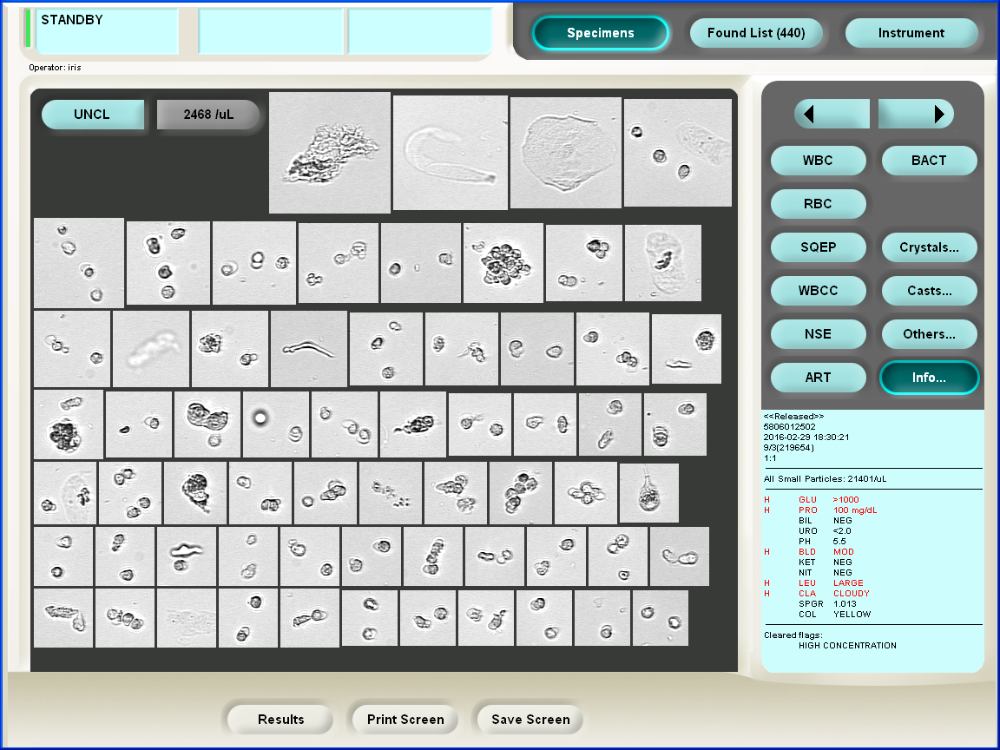 STANDBY
Specimens
Found List (440)
Instrument
Operator: iris
UNCL
2468 /uL
WBC
BACT
RBC
SQEP
Crystals...
WBCC
Casts...
NSE
Others...
ART
Info...
<<Released>>
5806012502
2016-02-29 18:30:21
9/3(219654)
1:1
All Small Particles: 21401/uL
H GLU >1000
H PRO 100 mg/dL
BIL NEG
URO <2.0
PH 5.5
H BLD MOD
KET NEG
NIT NEG
H LEU LARGE
H CLA CLOUDY
SPGR 1.013
COL YELLOW
Cleared flags:
HIGH CONCENTRATION
Results
Print Screen
Save Screen